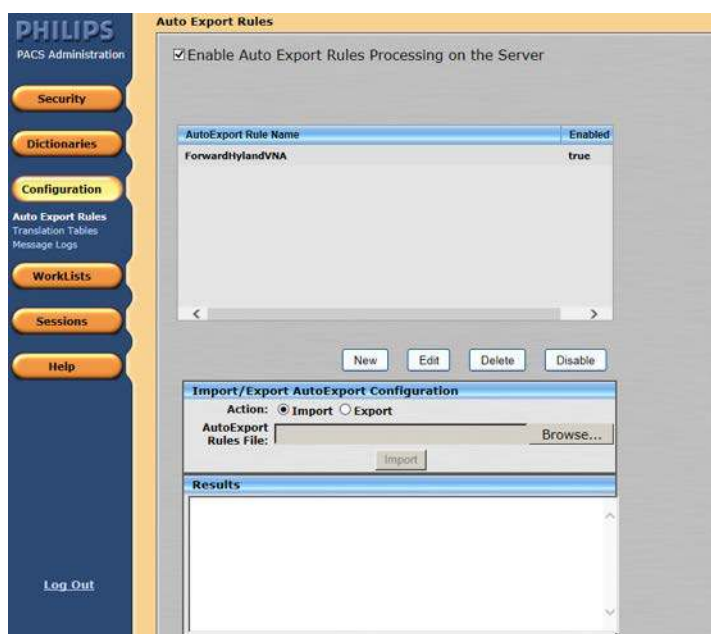 PHILIPS
PACS Administration
Security
Dictionaries
Configuration
Auto Export Rules
Translation Tables
Message Logs
WorkLists
Sessions
Help
Log Out
Auto Export Rules
Enable Auto Export Rules Processing on the Server
AutoExport Rule Name Enabled
ForwardHylandVNA true
New Edit Delete Disable
Import/Export AutoExport Configuration
Action: Import Export
AutoExport
Rules File: Browse...
Import
Results